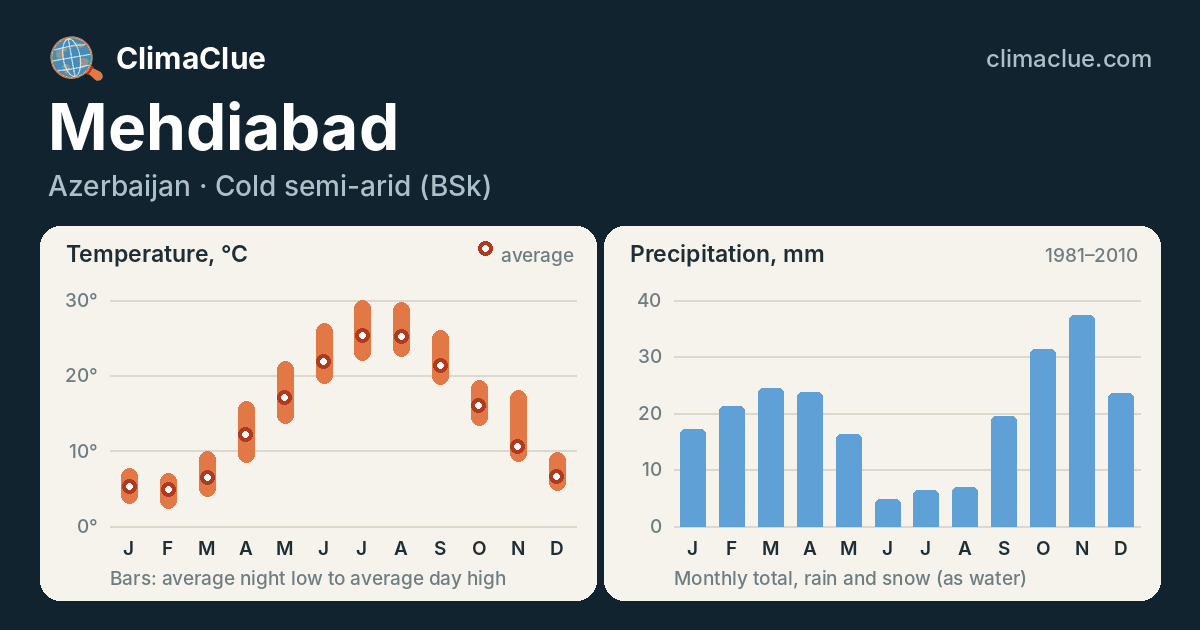 ClimaClue
climaclue.com
Mehdiabad
Azerbaijan · Cold semi-arid (BSk)
Temperature, °C
average
30°
20°
10°
0°
J F M A M J J A S O N D
Bars: average night low to average day high
Precipitation, mm
1981–2010
40
30
20
10
0
J F M A M J J A S O N D
Monthly total, rain and snow (as water)